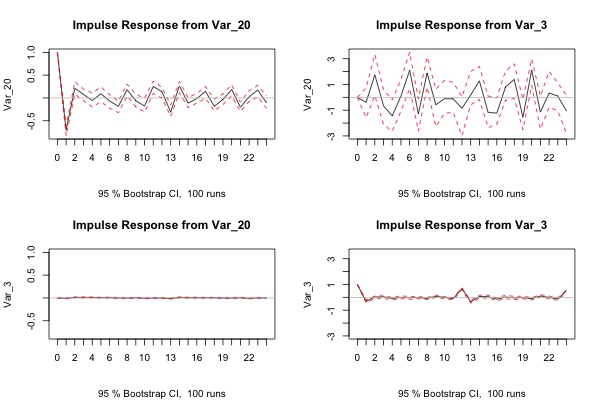 Impulse Response from Var_20
Var_20
1.0
0.5
-0.5
0 2 4 6 8 10 13 16 19 22
95 % Bootstrap CI, 100 runs
Impulse Response from Var_3
Var_20
3
1
-1
-3
0 2 4 6 8 10 13 16 19 22
95 % Bootstrap CI, 100 runs
Impulse Response from Var_20
Var_3
1.0
0.5
-0.5
0 2 4 6 8 10 13 16 19 22
95 % Bootstrap CI, 100 runs
Impulse Response from Var_3
Var_3
3
1
-1
-3
0 2 4 6 8 10 13 16 19 22
95 % Bootstrap CI, 100 runs